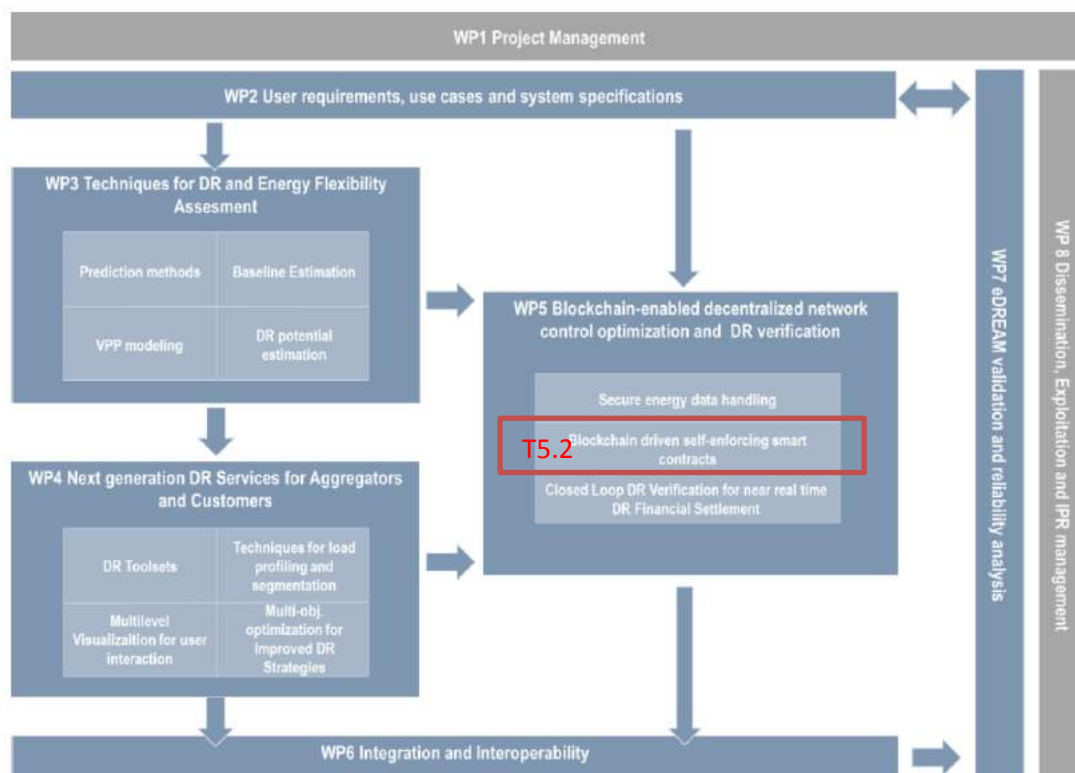 WP1 Project Management
WP2 User requirements, use cases and system specifications
WP3 Techniques for DR and Energy Flexibility
Assesment
Prediction methods
Baseline Estimation
VPP modeling
DR potential
estimation
WP4 Next generation DR Services for Aggregators
and Customers
DR Toolsets
Techniques for load
profiling and
segmentation
Multilevel
Visualizaition for user
interaction
Multi-obj.
optimization for
Improved DR
Strategies
WP5 Blockchain-enabled decentralized network
control optimization and DR verification
Secure energy data handling
T5.2
Blockchain driven self-enforcing smart
contracts
Closed Loop DR Verification for near real time
DR Financial Settlement
WP6 Integration and Interoperability
WP7 eDREAM validation and reliability analysis
WP 8 Dissemination, Exploitation and IPR management